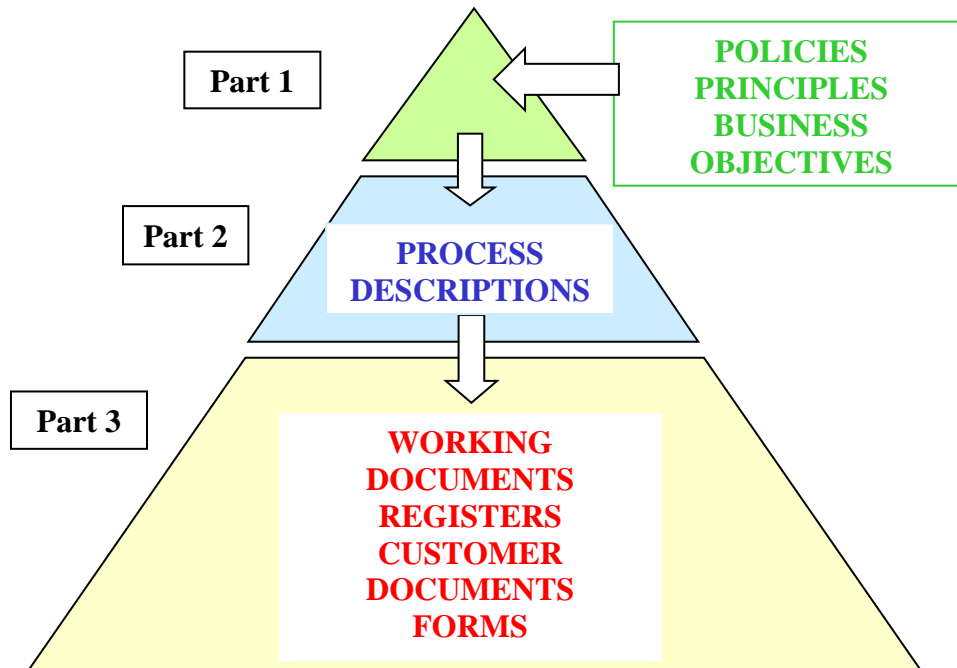 Part 1
POLICIES
PRINCIPLES
BUSINESS
OBJECTIVES
Part 2
PROCESS
DESCRIPTIONS
Part 3
WORKING
DOCUMENTS
REGISTERS
CUSTOMER
DOCUMENTS
FORMS